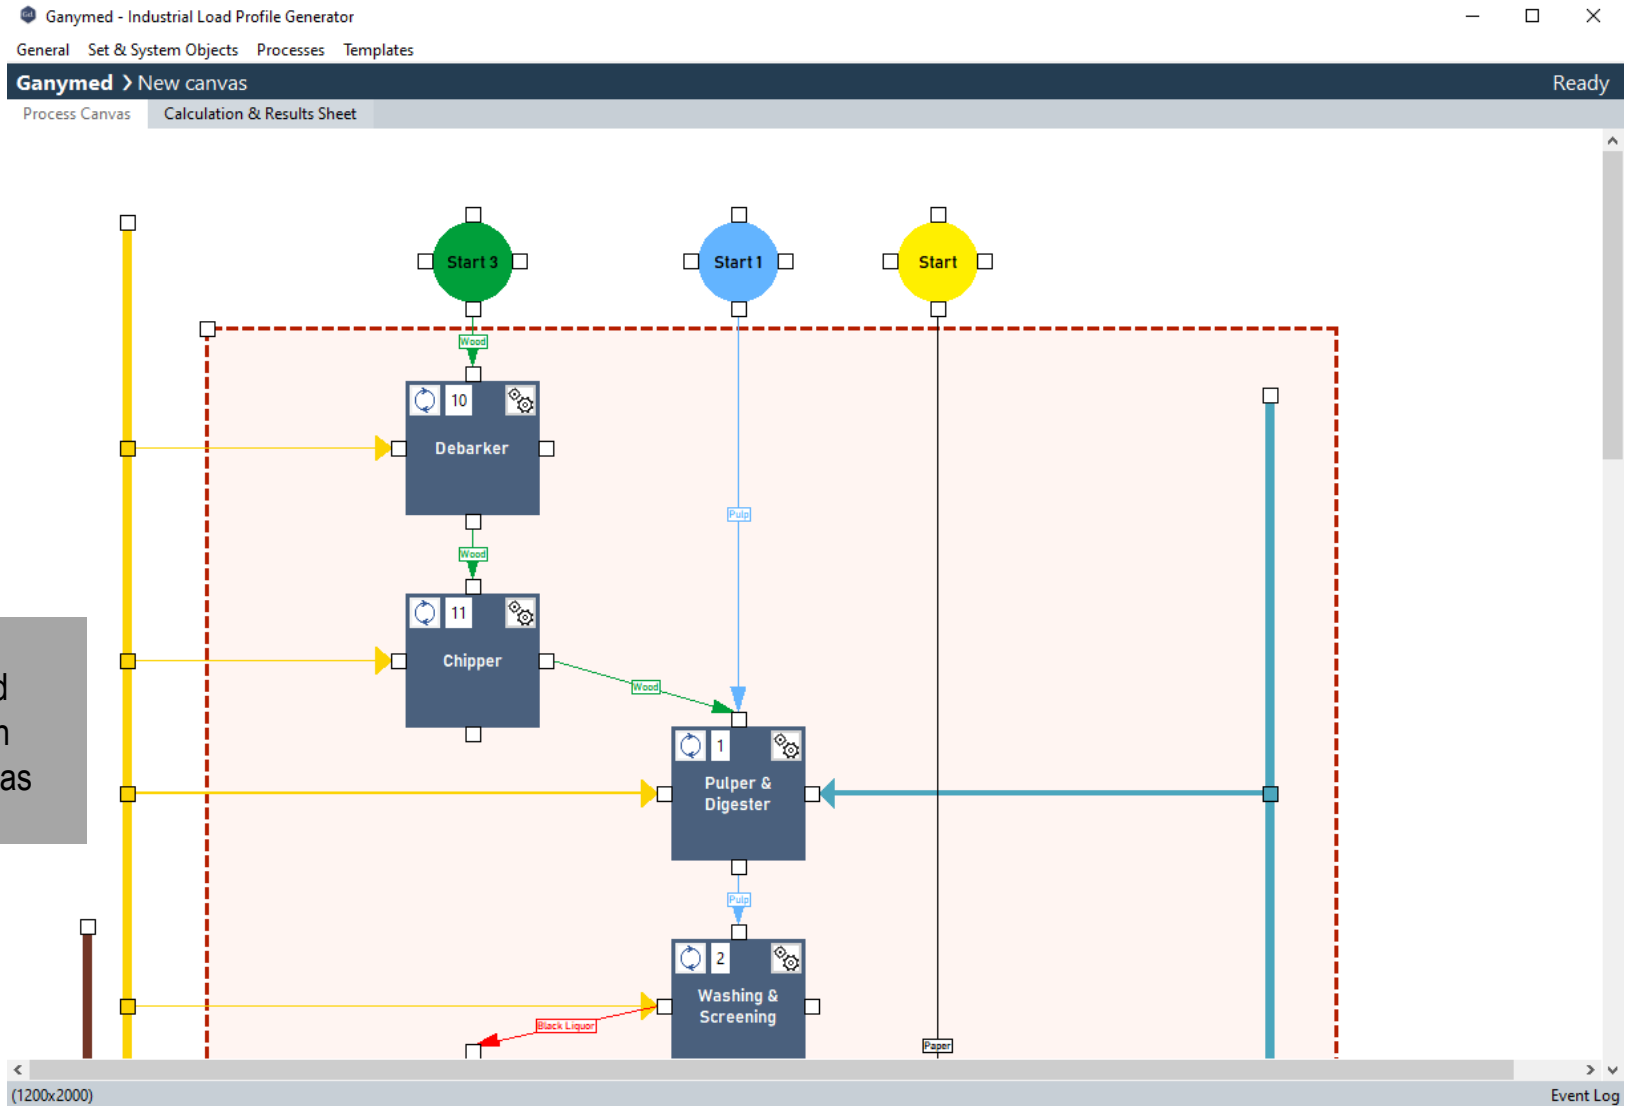 Ganymed - Industrial Load Profile Generator
General Set & System Objects Processes Templates
Ganymed New canvas
Ready
Process Canvas Calculation & Results Sheet
Start 3
Start 1
Start
Wood
10
Debarker
Pulp
Wood
11
Chipper
Wood
as
1
Pulper &
Digester
Pulp
2
Washing &
Screening
Black Liquor
Paper
(1200x2000)
Event Log